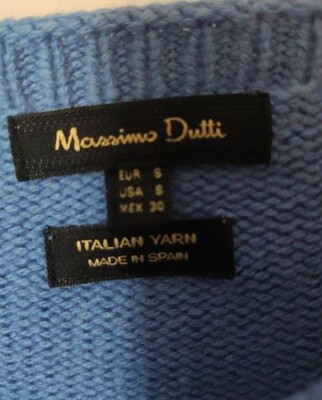 Massimo Dutti
EUR S
USA S
MEX 30
ITALIAN YARN
MADE IN SPAIN